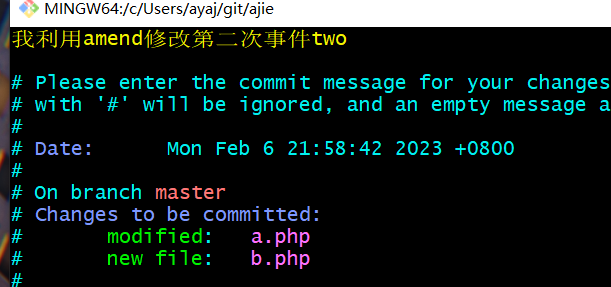 MINGW64:/c/Users/ayaj/git/ajie
我利用amend修改第二次事件two
# Please enter the commit message for your changes
# with '#' will be ignored, and an empty message a
#
# Date:      Mon Feb 6 21:58:42 2023 +0800
#
# On branch master
# Changes to be committed:
#       modified:   a.php
#       new file:   b.php
#